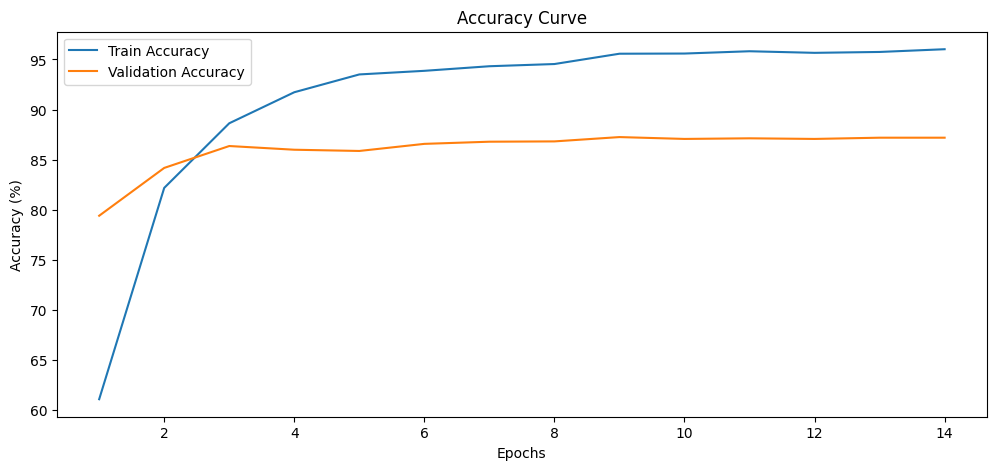 Accuracy Curve
Train Accuracy
Validation Accuracy
Accuracy (%)
95
90
85
80
75
70
65
60
2 4 6 8 10 12 14
Epochs